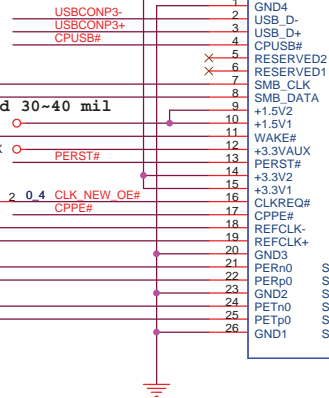 1 GND4
USBCONP3- 2 USB_D-
USBCONP3+ 3 USB_D+
CPUSB# 4 CPUSB#
5 RESERVED2
6 RESERVED1
7 SMB_CLK
8 SMB_DATA
d 30~40 mil 9 +1.5V2
10 +1.5V1
11 WAKE#
12 +3.3VAUX
PERST# 13 PERST#
14 +3.3V2
15 +3.3V1
2 0_4 CLK_NEW_OE# 16 CLKREQ#
CPPE# 17 CPPE#
18 REFCLK-
19 REFCLK+
20 GND3
21 PERn0 S
22 PERp0 S
23 GND2 S
24 PETn0 S
25 PETp0 S
26 GND1 S